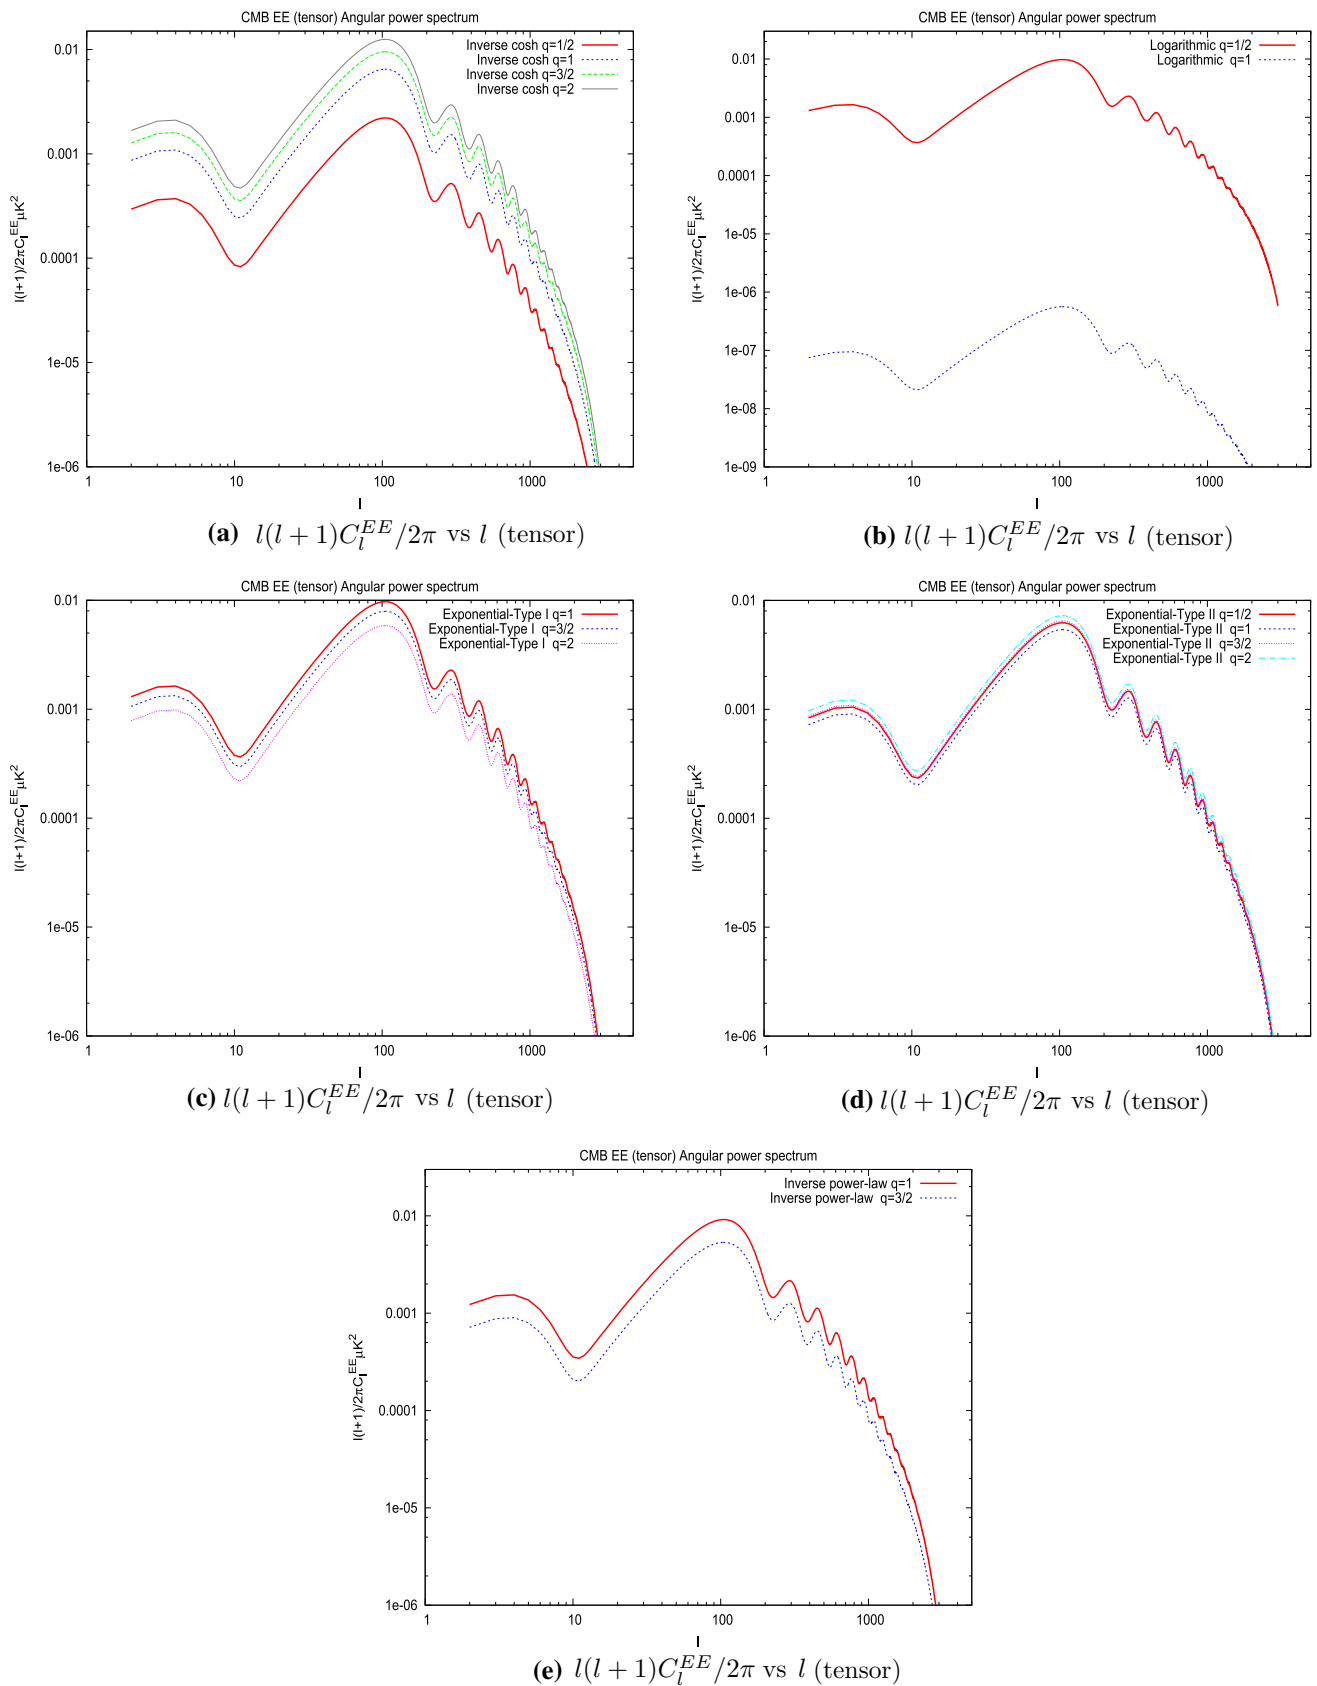 CMB EE (tensor) Angular power spectrum
Inverse cosh q=1/2
Inverse cosh q=1
Inverse cosh q=3/2
Inverse cosh q=2
0.01
0.001
0.0001
1e-05
1e-06
l(l+1)/2πC_l^{EE}μK²
1 10 100 1000
l
(a) l(l + 1)C_l^{EE}/2π vs l (tensor)
CMB EE (tensor) Angular power spectrum
Logarithmic q=1/2
Logarithmic q=1
0.01
0.001
0.0001
1e-05
1e-06
1e-07
1e-08
1e-09
l(l+1)/2πC_l^{EE}μK²
1 10 100 1000
l
(b) l(l + 1)C_l^{EE}/2π vs l (tensor)
CMB EE (tensor) Angular power spectrum
Exponential-Type I q=1
Exponential-Type I q=3/2
Exponential-Type I q=2
0.01
0.001
0.0001
1e-05
1e-06
l(l+1)/2πC_l^{EE}μK²
1 10 100 1000
l
(c) l(l + 1)C_l^{EE}/2π vs l (tensor)
CMB EE (tensor) Angular power spectrum
Exponential-Type II q=1/2
Exponential-Type II q=1
Exponential-Type II q=3/2
Exponential-Type II q=2
0.01
0.001
0.0001
1e-05
1e-06
l(l+1)/2πC_l^{EE}μK²
1 10 100 1000
l
(d) l(l + 1)C_l^{EE}/2π vs l (tensor)
CMB EE (tensor) Angular power spectrum
Inverse power-law q=1
Inverse power-law q=3/2
0.01
0.001
0.0001
1e-05
1e-06
l(l+1)/2πC_l^{EE}μK²
1 10 100 1000
l
(e) l(l + 1)C_l^{EE}/2π vs l (tensor)